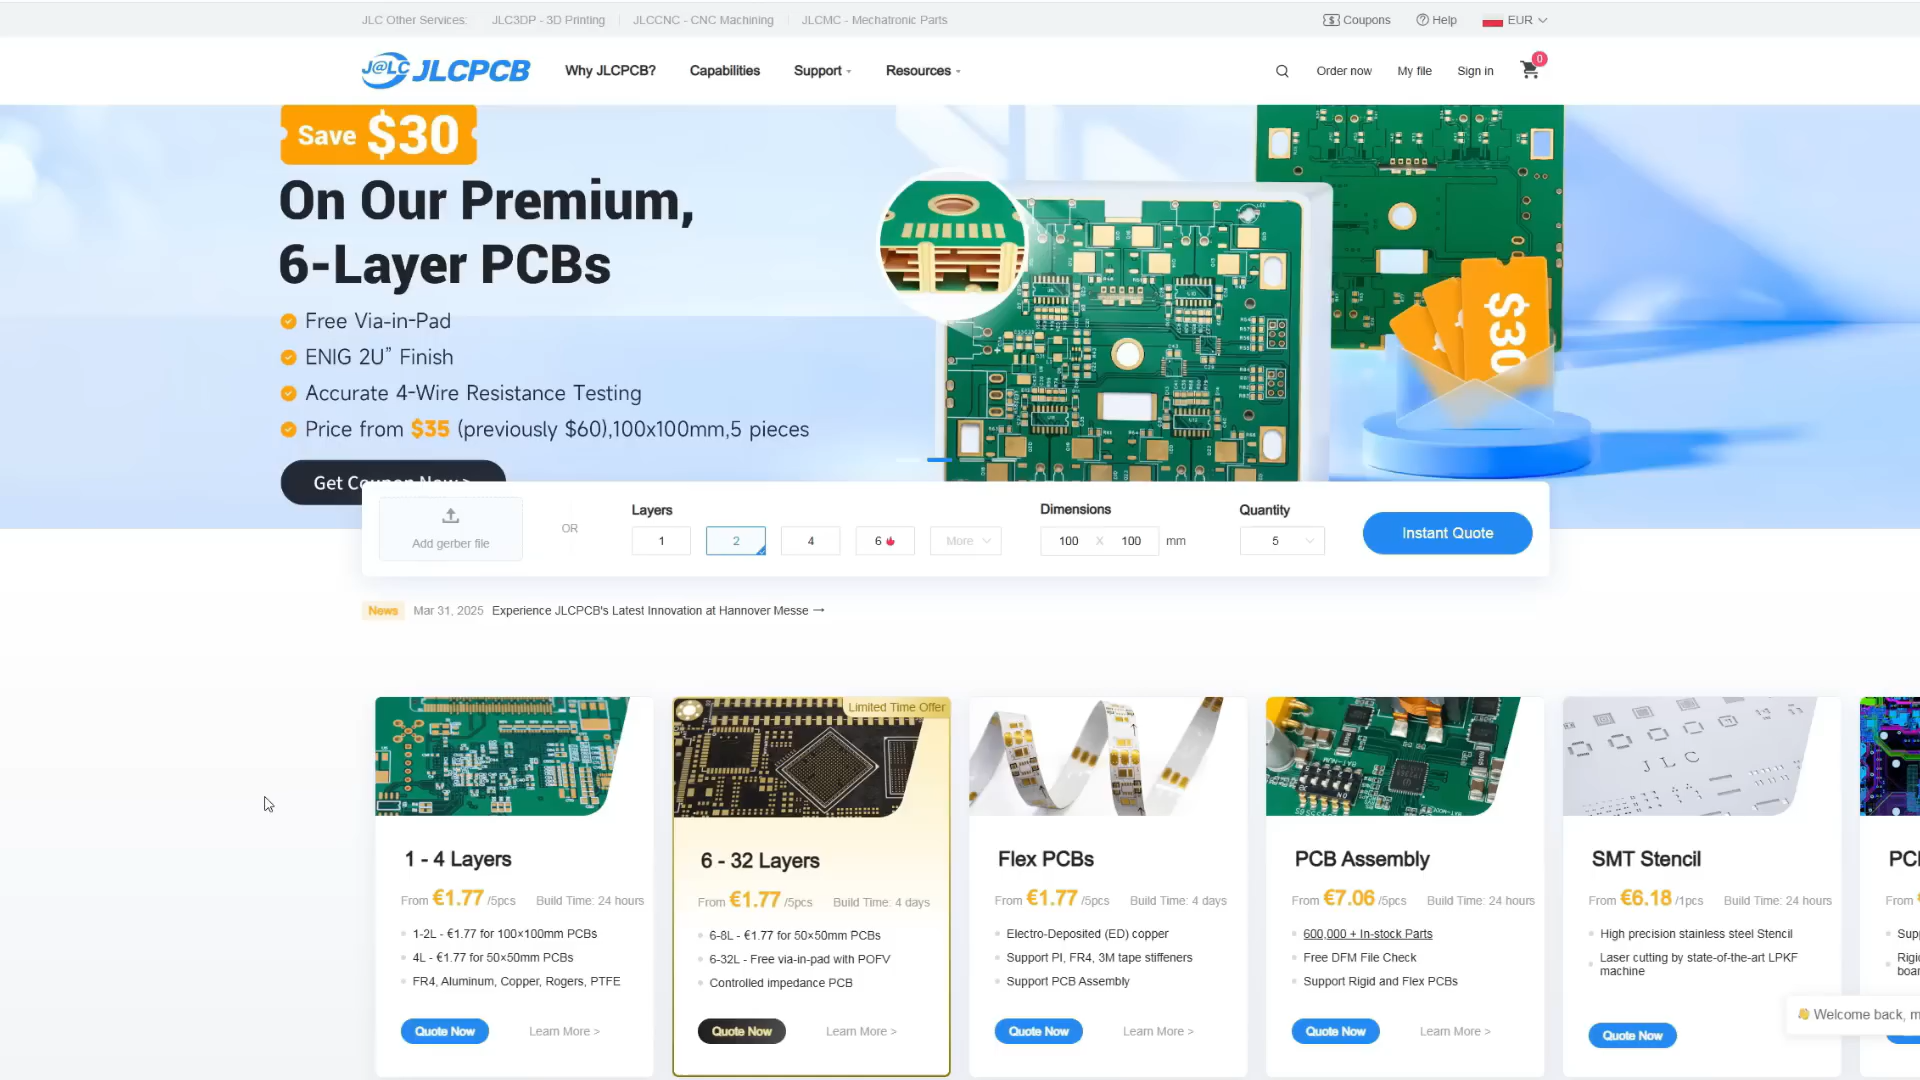 JLC Other Services: JLC3DP - 3D Printing JLCCNC - CNC Machining JLCMC - Mechatronic Parts Coupons Help EUR
J@LC JLCPCB Why JLCPCB? Capabilities Support Resources Order now My file Sign in 0
Save $30
On Our Premium,
6-Layer PCBs
Free Via-in-Pad
ENIG 2U” Finish
Accurate 4-Wire Resistance Testing
Price from $35 (previously $60),100x100mm,5 pieces
$30
Get Coupon Now >
Add gerber file
OR
Layers
1 2 4 6 More
Dimensions
100 X 100 mm
Quantity
5
Instant Quote
News Mar 31, 2025 Experience JLCPCB's Latest Innovation at Hannover Messe →
1 - 4 Layers
From €1.77 /5pcs Build Time: 24 hours
1-2L - €1.77 for 100×100mm PCBs
4L - €1.77 for 50×50mm PCBs
FR4, Aluminum, Copper, Rogers, PTFE
Quote Now Learn More >
Limited Time Offer
6 - 32 Layers
From €1.77 /5pcs Build Time: 4 days
6-8L - €1.77 for 50×50mm PCBs
6-32L - Free via-in-pad with POFV
Controlled impedance PCB
Quote Now Learn More >
Flex PCBs
From €1.77 /5pcs Build Time: 4 days
Electro-Deposited (ED) copper
Support PI, FR4, 3M tape stiffeners
Support PCB Assembly
Quote Now Learn More >
PCB Assembly
From €7.06 /5pcs Build Time: 24 hours
600,000 + In-stock Parts
Free DFM File Check
Support Rigid and Flex PCBs
Quote Now Learn More >
JLC
SMT Stencil
From €6.18 /1pcs Build Time: 24 hours
High precision stainless steel Stencil
Laser cutting by state-of-the-art LPKF
machine
Quote Now
From
Welcome back, m